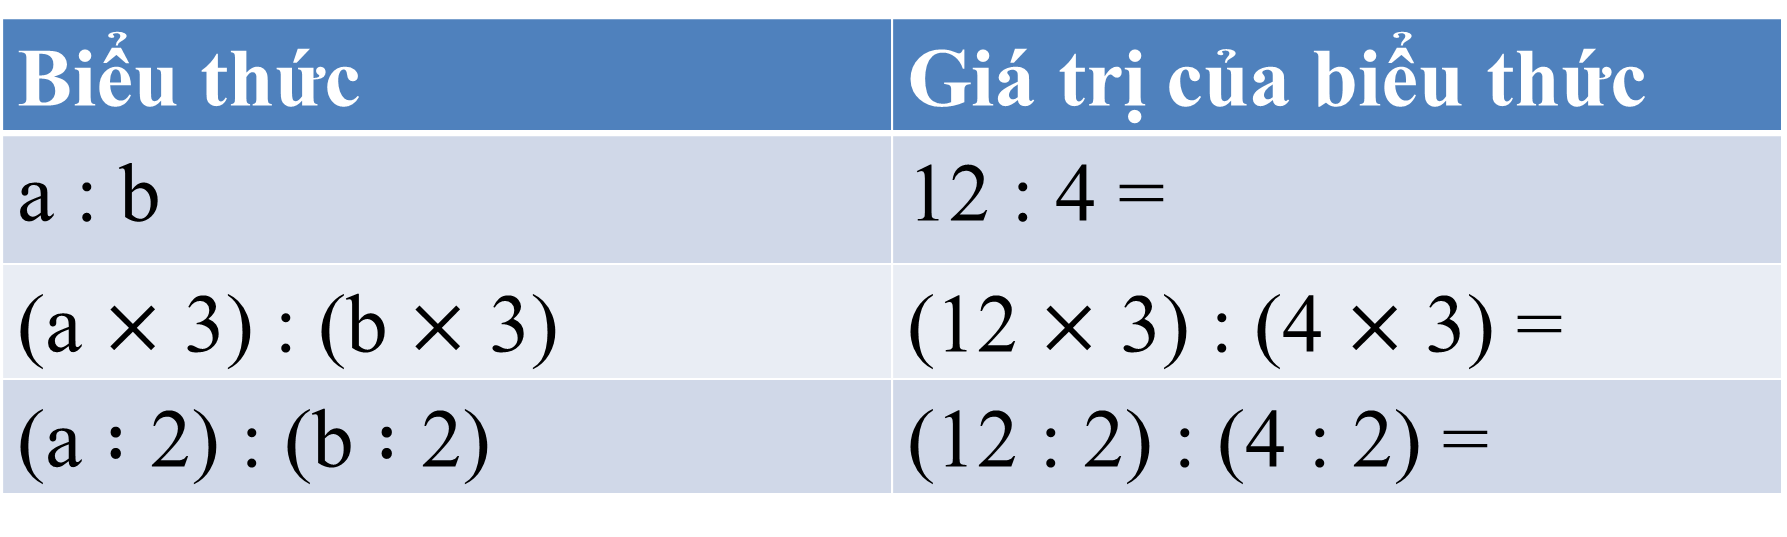 Biểu thức
Giá trị của biểu thức
a : b
12 : 4 =
(a × 3) : (b × 3)
(12 × 3) : (4 × 3) =
(a : 2) : (b : 2)
(12 : 2) : (4 : 2) =